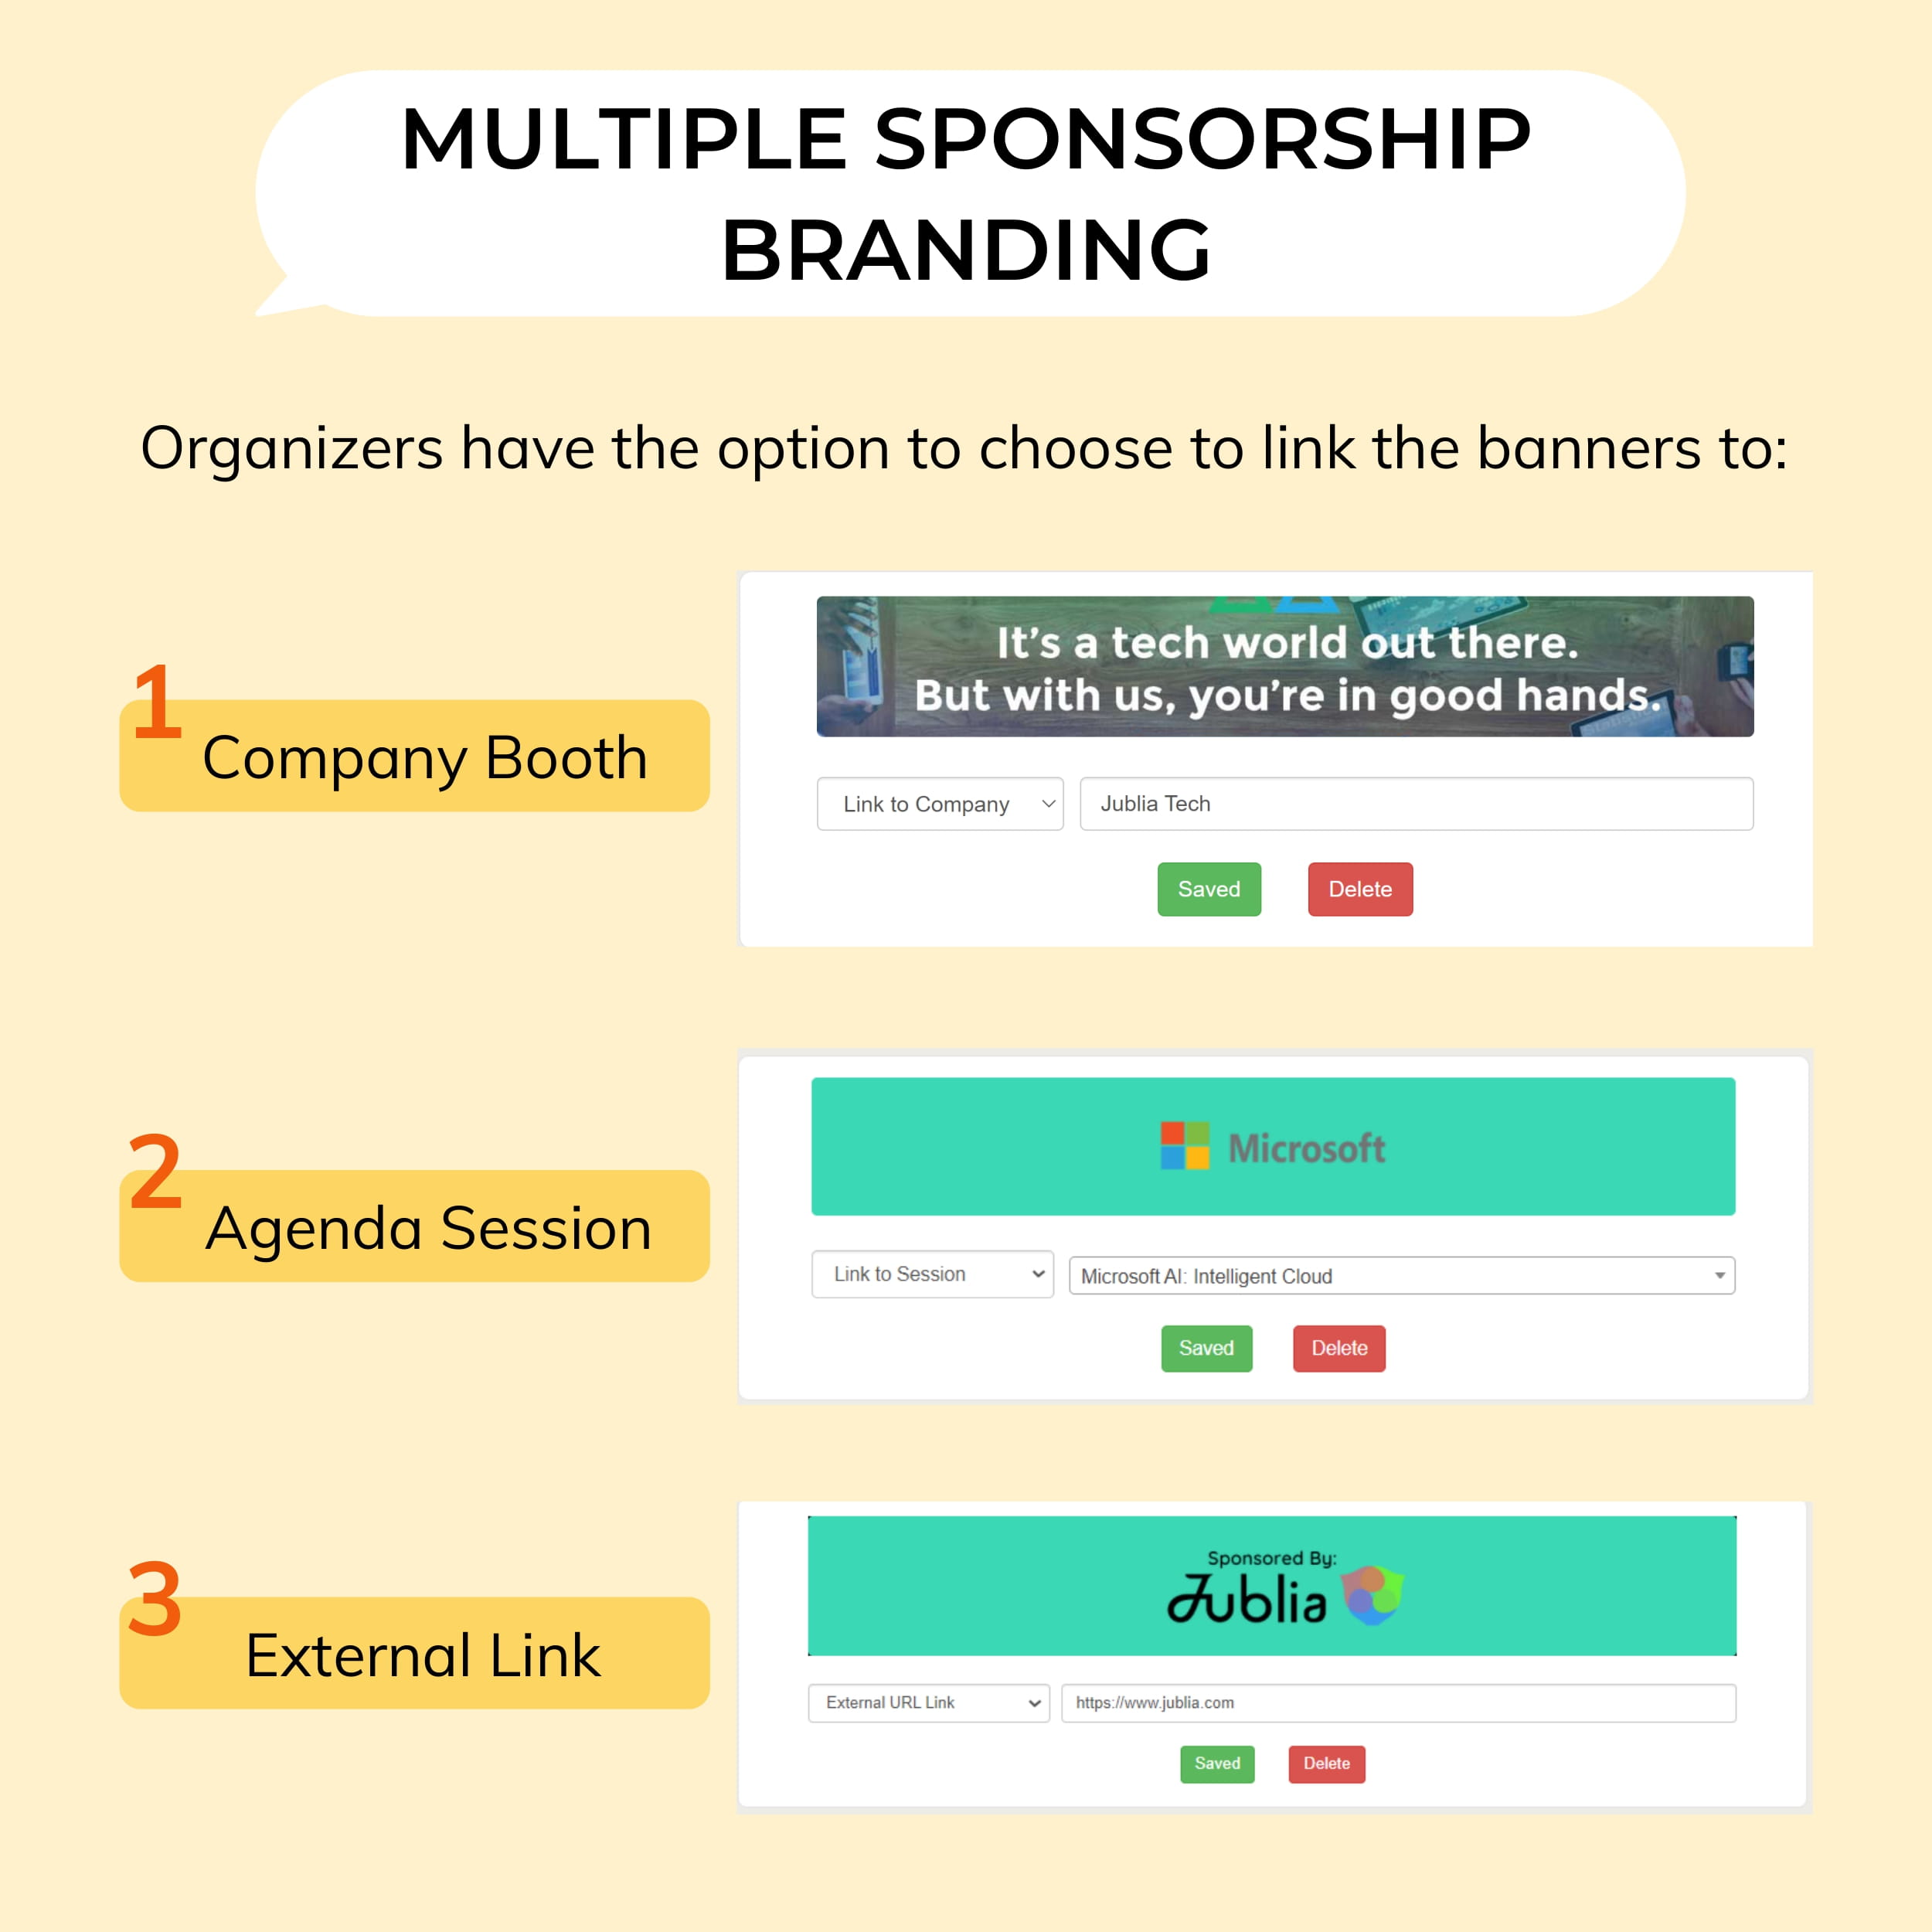 MULTIPLE SPONSORSHIP
BRANDING
Organizers have the option to choose to link the banners to:
1
Company Booth
It's a tech world out there.
But with us, you're in good hands.
Link to Company
Jublia Tech
Saved
Delete
2
Agenda Session
Microsoft
Link to Session
Microsoft AI: Intelligent Cloud
Saved
Delete
3
External Link
Sponsored By:
Jublia
External URL Link
https://www.jublia.com
Saved
Delete